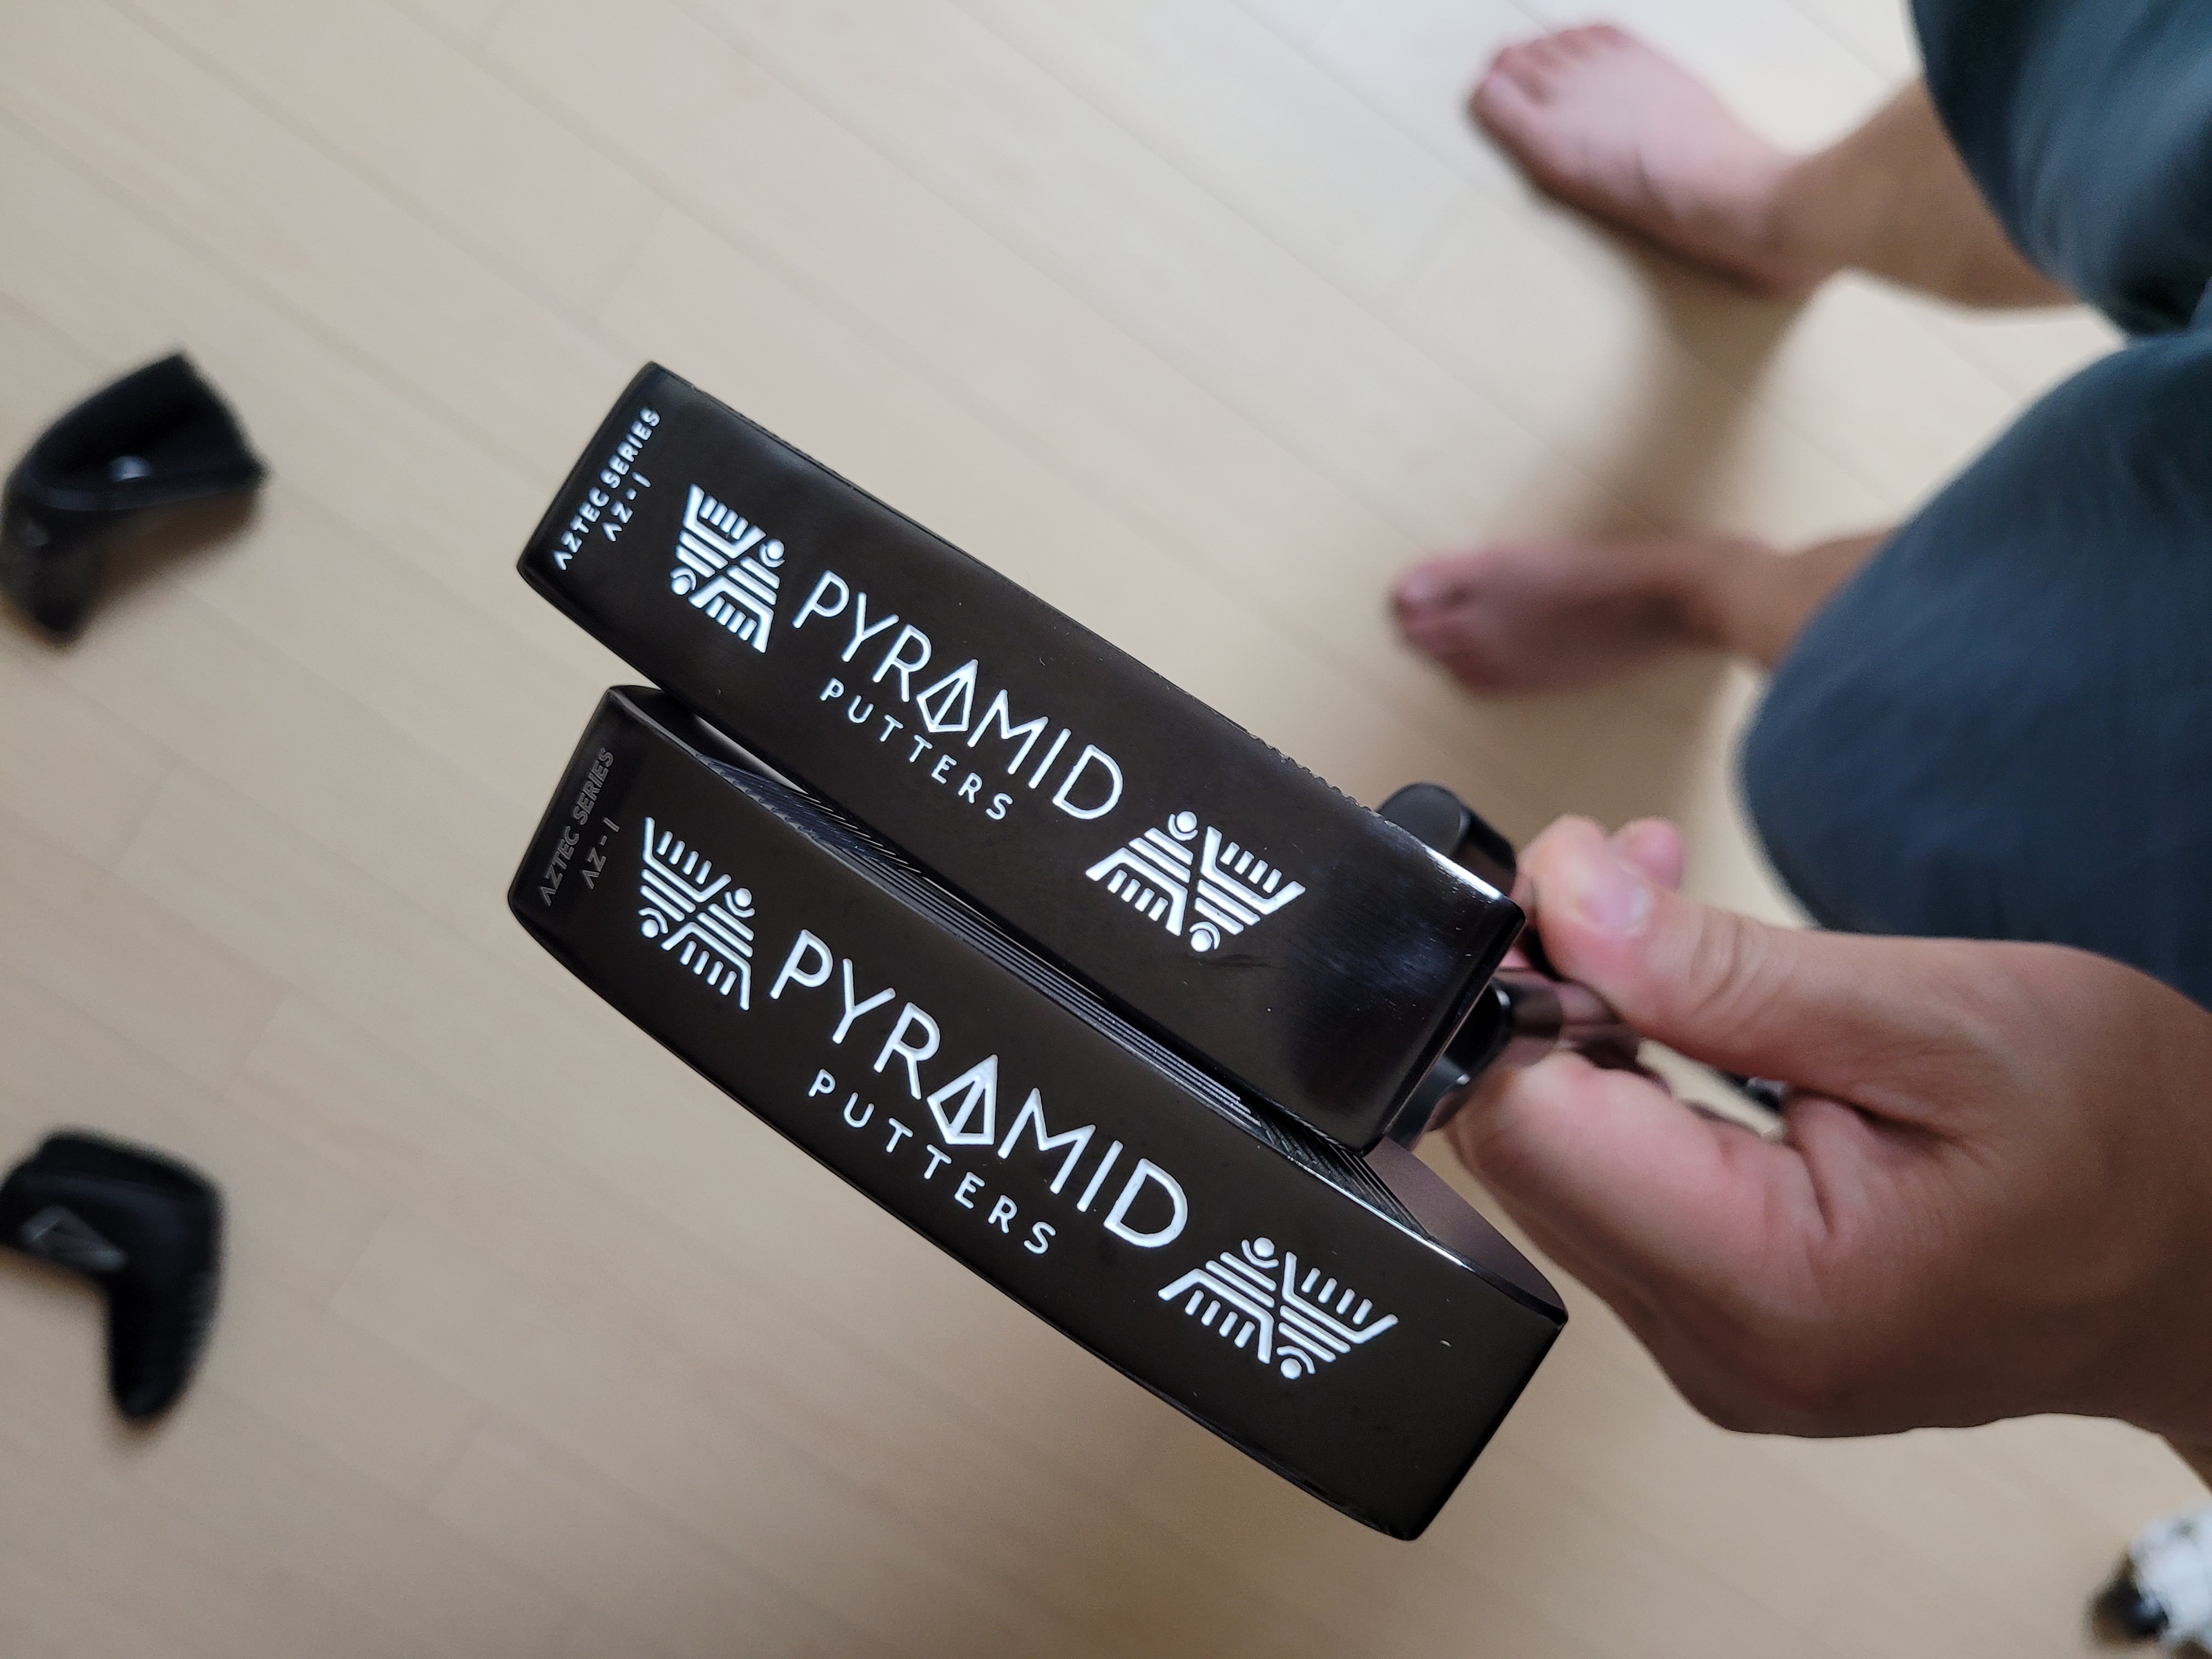 AZTEC SERIES
AZ-1
PYRAMID
PUTTERS
AZTEC SERIES
AZ-1
PYRAMID
PUTTERS